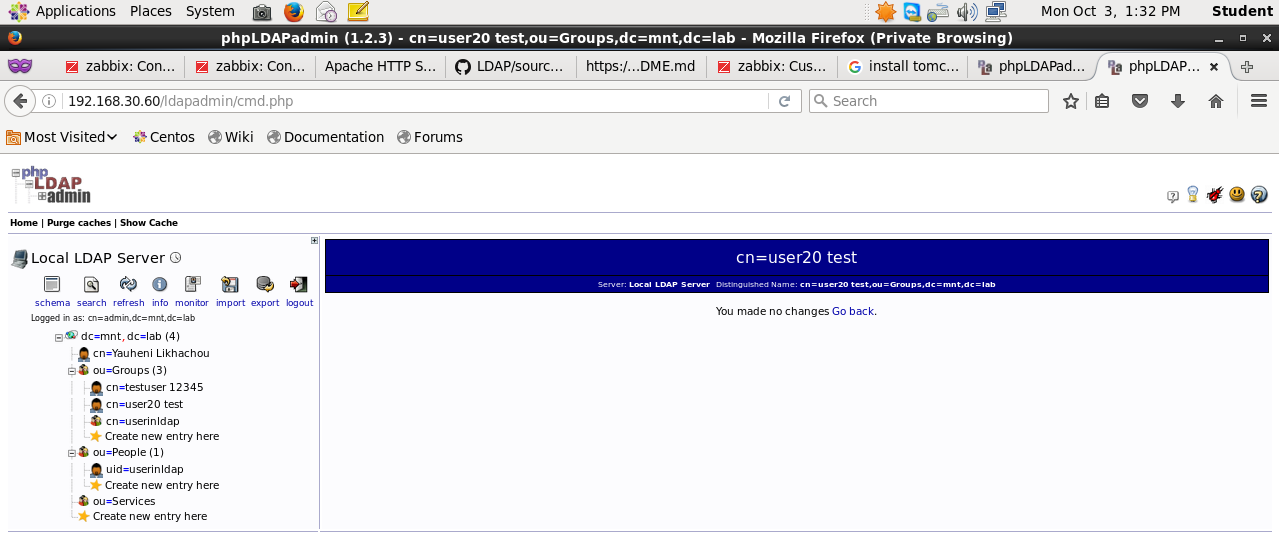 Applications Places System Mon Oct 3, 1:32 PM Student
phpLDAPadmin (1.2.3) - cn=user20 test,ou=Groups,dc=mnt,dc=lab - Mozilla Firefox (Private Browsing)
zabbix: Con... zabbix: Con... Apache HTTP S... LDAP/sourc... https:/...DME.md zabbix: Cus... install tomc... phpLDAPad... phpLDAP...
192.168.30.60/ldapadmin/cmd.php Search
Most Visited Centos Wiki Documentation Forums
php
LDAP
admin
Home | Purge caches | Show Cache
Local LDAP Server
schema search refresh info monitor import export logout
Logged in as: cn=admin,dc=mnt,dc=lab
dc=mnt, dc=lab (4)
cn=Yauheni Likhachou
ou=Groups (3)
cn=testuser 12345
cn=user20 test
cn=userinldap
Create new entry here
ou=People (1)
uid=userinldap
Create new entry here
ou=Services
Create new entry here
cn=user20 test
Server: Local LDAP Server Distinguished Name: cn=user20 test,ou=Groups,dc=mnt,dc=lab
You made no changes Go back.